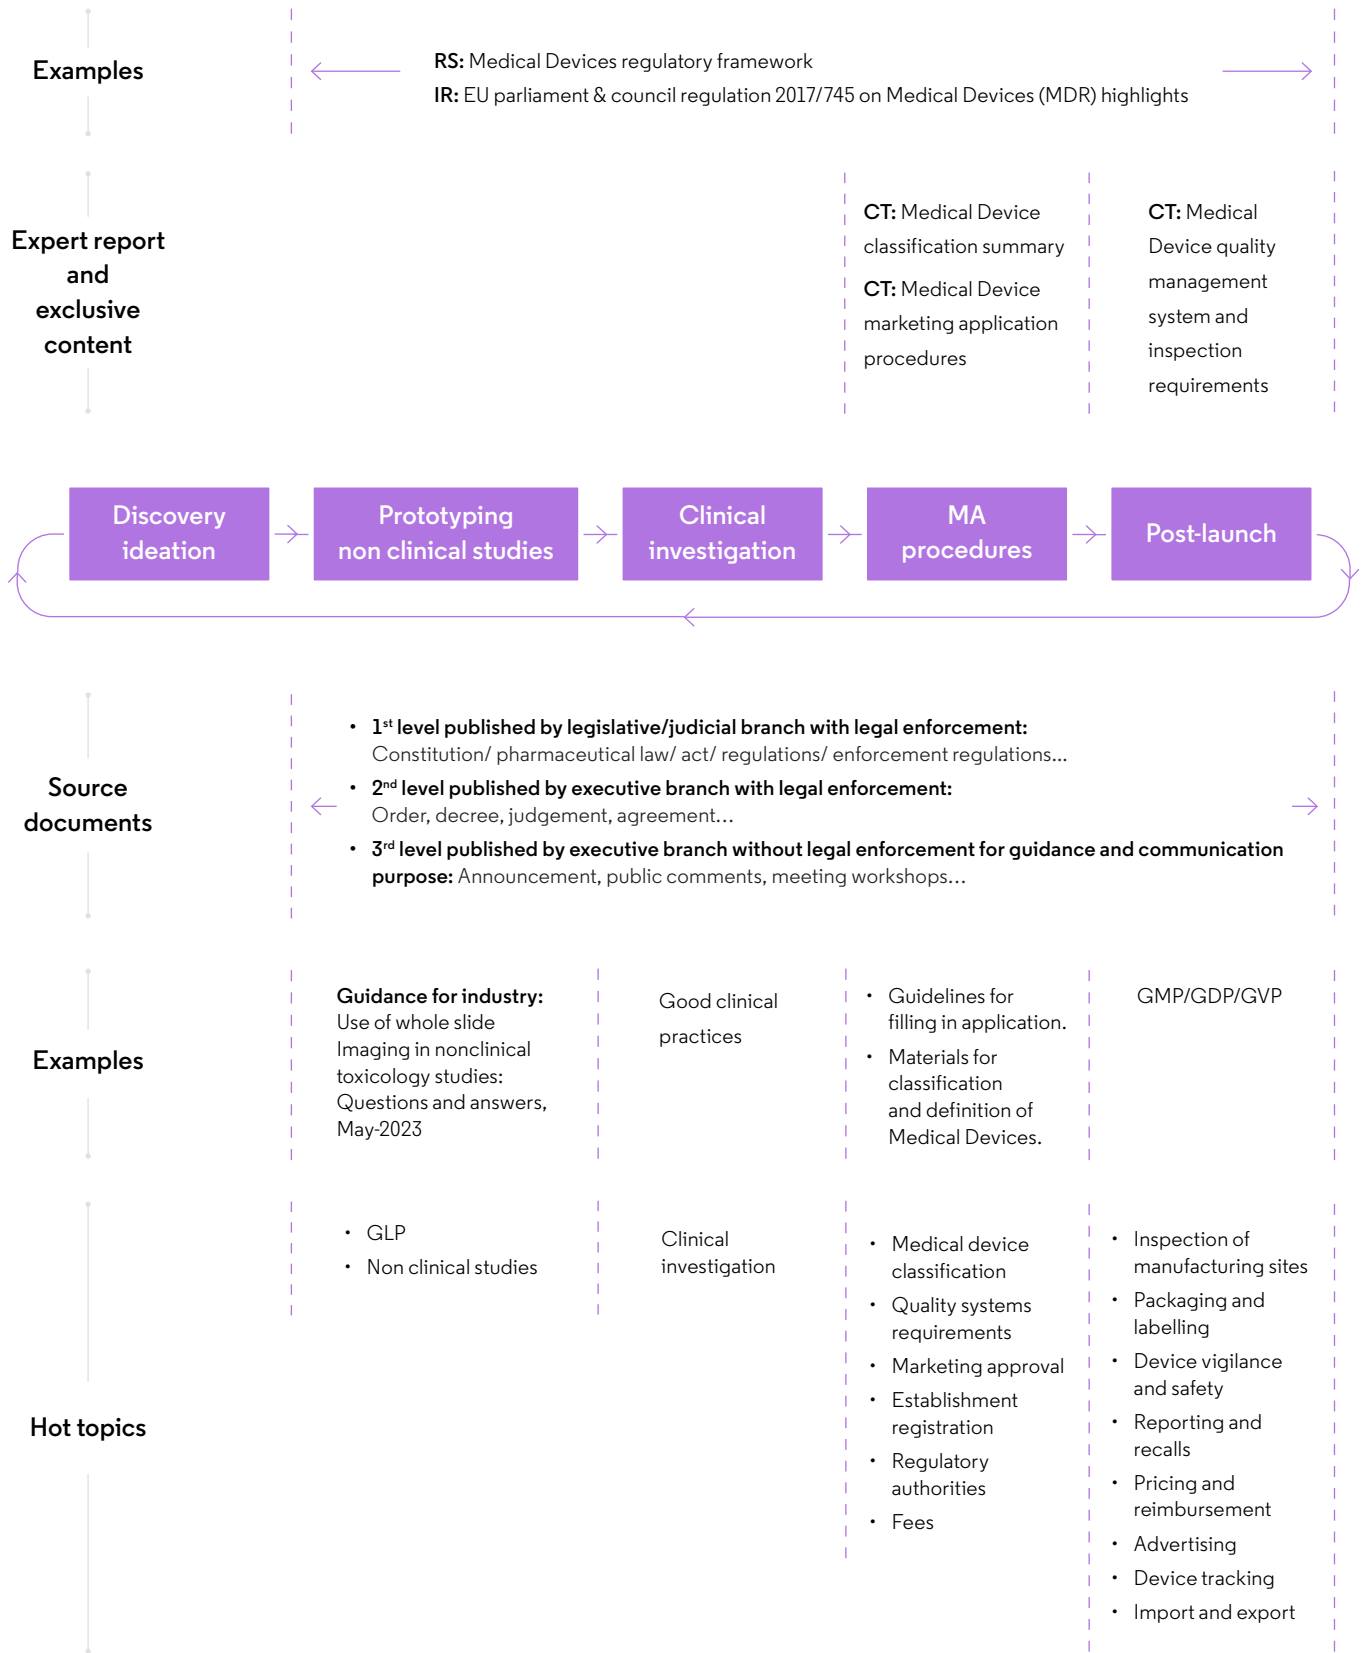 Examples
RS: Medical Devices regulatory framework
IR: EU parliament & council regulation 2017/745 on Medical Devices (MDR) highlights
Expert report
and
exclusive
content
CT: Medical Device
classification summary
CT: Medical Device
marketing application
procedures
CT: Medical
Device quality
management
system and
inspection
requirements
Discovery
ideation
Prototyping
non clinical studies
Clinical
investigation
MA
procedures
Post-launch
Source
documents
• 1st level published by legislative/judicial branch with legal enforcement:
Constitution/ pharmaceutical law/ act/ regulations/ enforcement regulations...
• 2nd level published by executive branch with legal enforcement:
Order, decree, judgement, agreement...
• 3rd level published by executive branch without legal enforcement for guidance and communication
purpose: Announcement, public comments, meeting workshops...
Examples
Guidance for industry:
Use of whole slide
Imaging in nonclinical
toxicology studies:
Questions and answers,
May-2023
Good clinical
practices
• Guidelines for
filling in application.
• Materials for
classification
and definition of
Medical Devices.
GMP/GDP/GVP
Hot topics
• GLP
• Non clinical studies
Clinical
investigation
• Medical device
classification
• Quality systems
requirements
• Marketing approval
• Establishment
registration
• Regulatory
authorities
• Fees
• Inspection of
manufacturing sites
• Packaging and
labelling
• Device vigilance
and safety
• Reporting and
recalls
• Pricing and
reimbursement
• Advertising
• Device tracking
• Import and export